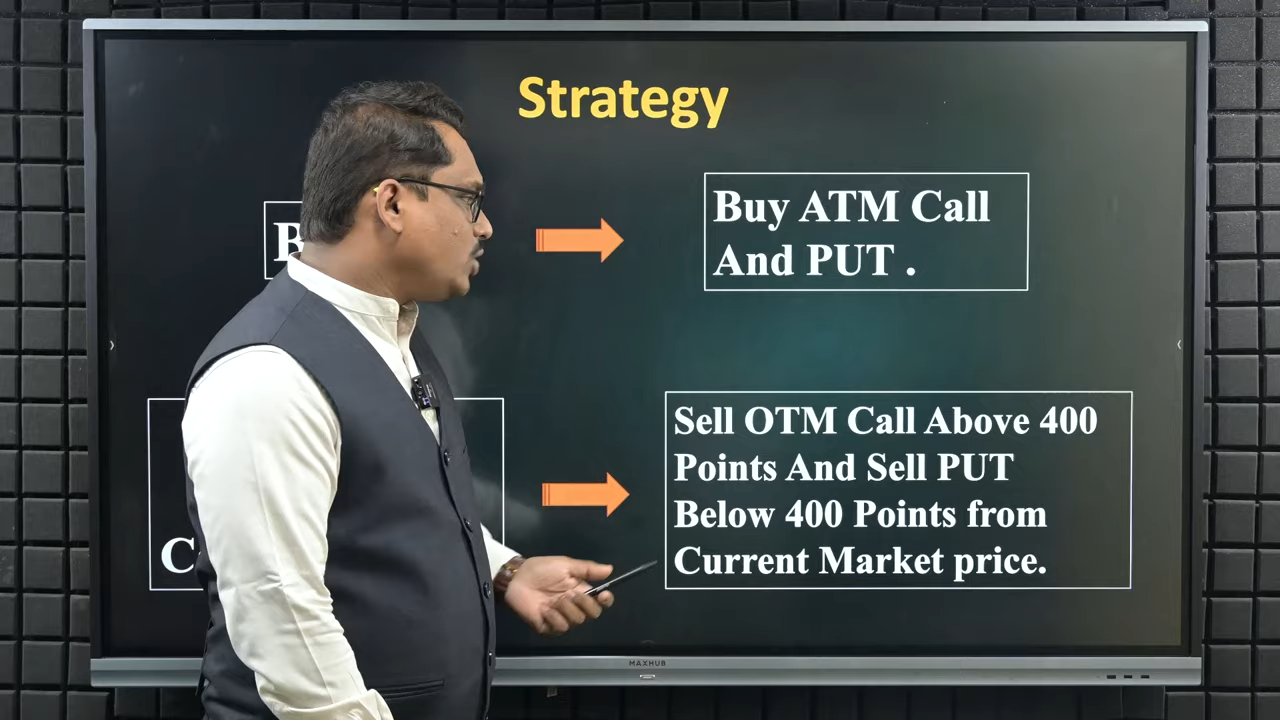 Strategy
Buy ATM Call
And PUT .
Sell OTM Call Above 400
Points And Sell PUT
Below 400 Points from
Current Market price.
MAXHUB